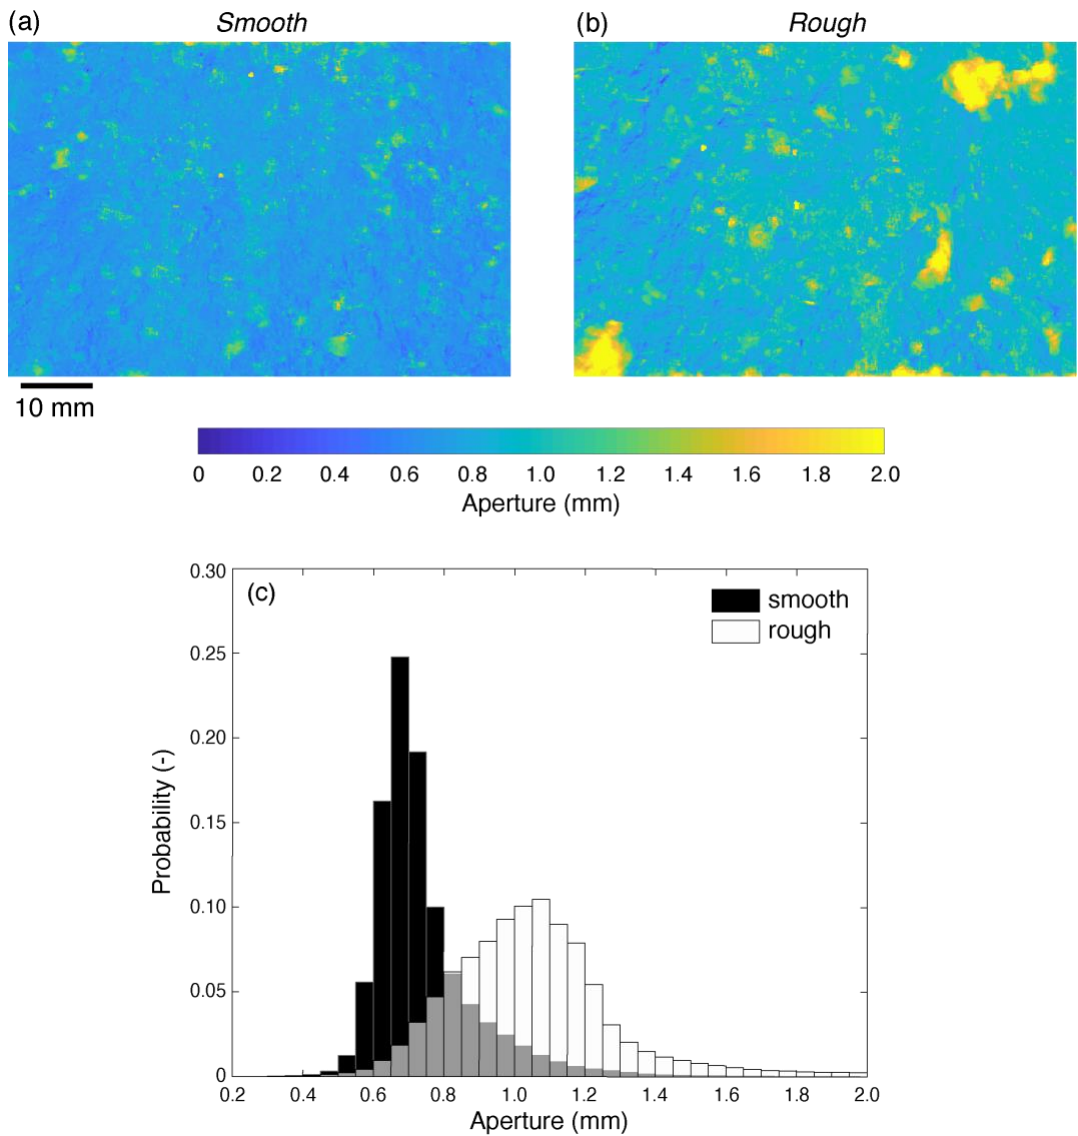 (a) Smooth (b) Rough
10 mm
0 0.2 0.4 0.6 0.8 1.0 1.2 1.4 1.6 1.8 2.0
Aperture (mm)
0.30
(c)
smooth
rough
0.25
0.20
0.15
0.10
0.05
0
Probability (-)
0.2 0.4 0.6 0.8 1.0 1.2 1.4 1.6 1.8 2.0
Aperture (mm)